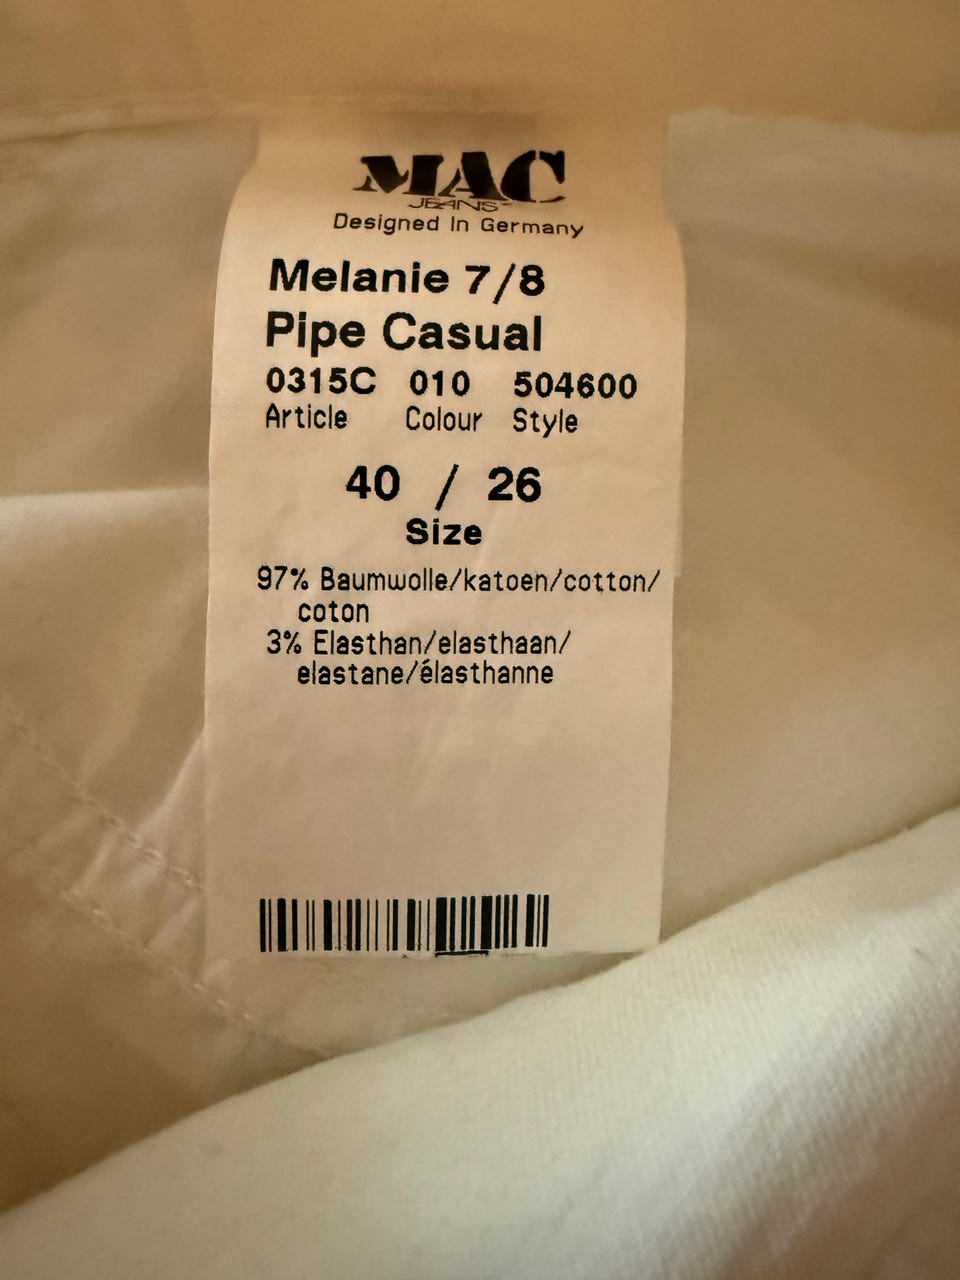 MAC
JEANS
Designed In Germany
Melanie 7/8
Pipe Casual
0315C 010 504600
Article Colour Style
40 / 26
Size
97% Baumwolle/katoen/cotton/
coton
3% Elasthan/elasthaan/
elastane/élasthanne